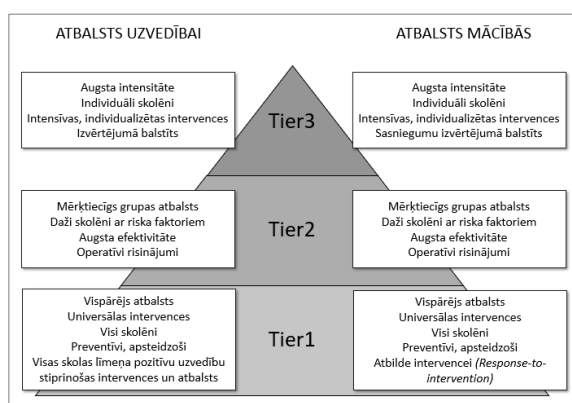 ATBALSTS UZVEDĪBAI
ATBALSTS MĀCĪBĀS
Augsta intensitāte
Individuāli skolēni
Intensīvas, individualizētas intervences
Izvērtējumā balstīts
Tier3
Augsta intensitāte
Individuāli skolēni
Intensīvas, individualizētas intervences
Sasniegumu izvērtējumā balstīts
Mērķtiecīgs grupas atbalsts
Daži skolēni ar riska faktoriem
Augsta efektivitāte
Operatīvi risinājumi
Tier2
Mērķtiecīgs grupas atbalsts
Daži skolēni ar riska faktoriem
Augsta efektivitāte
Operatīvi risinājumi
Vispārējs atbalsts
Universālas intervences
Visi skolēni
Preventīvi, apsteidzoši
Visas skolas līmeņa pozitīvu uzvedību
stiprinošas intervences un atbalsts
Tier1
Vispārējs atbalsts
Universālas intervences
Visi skolēni
Preventīvi, apsteidzoši
Atbilde intervencei (Response-to-
intervention)